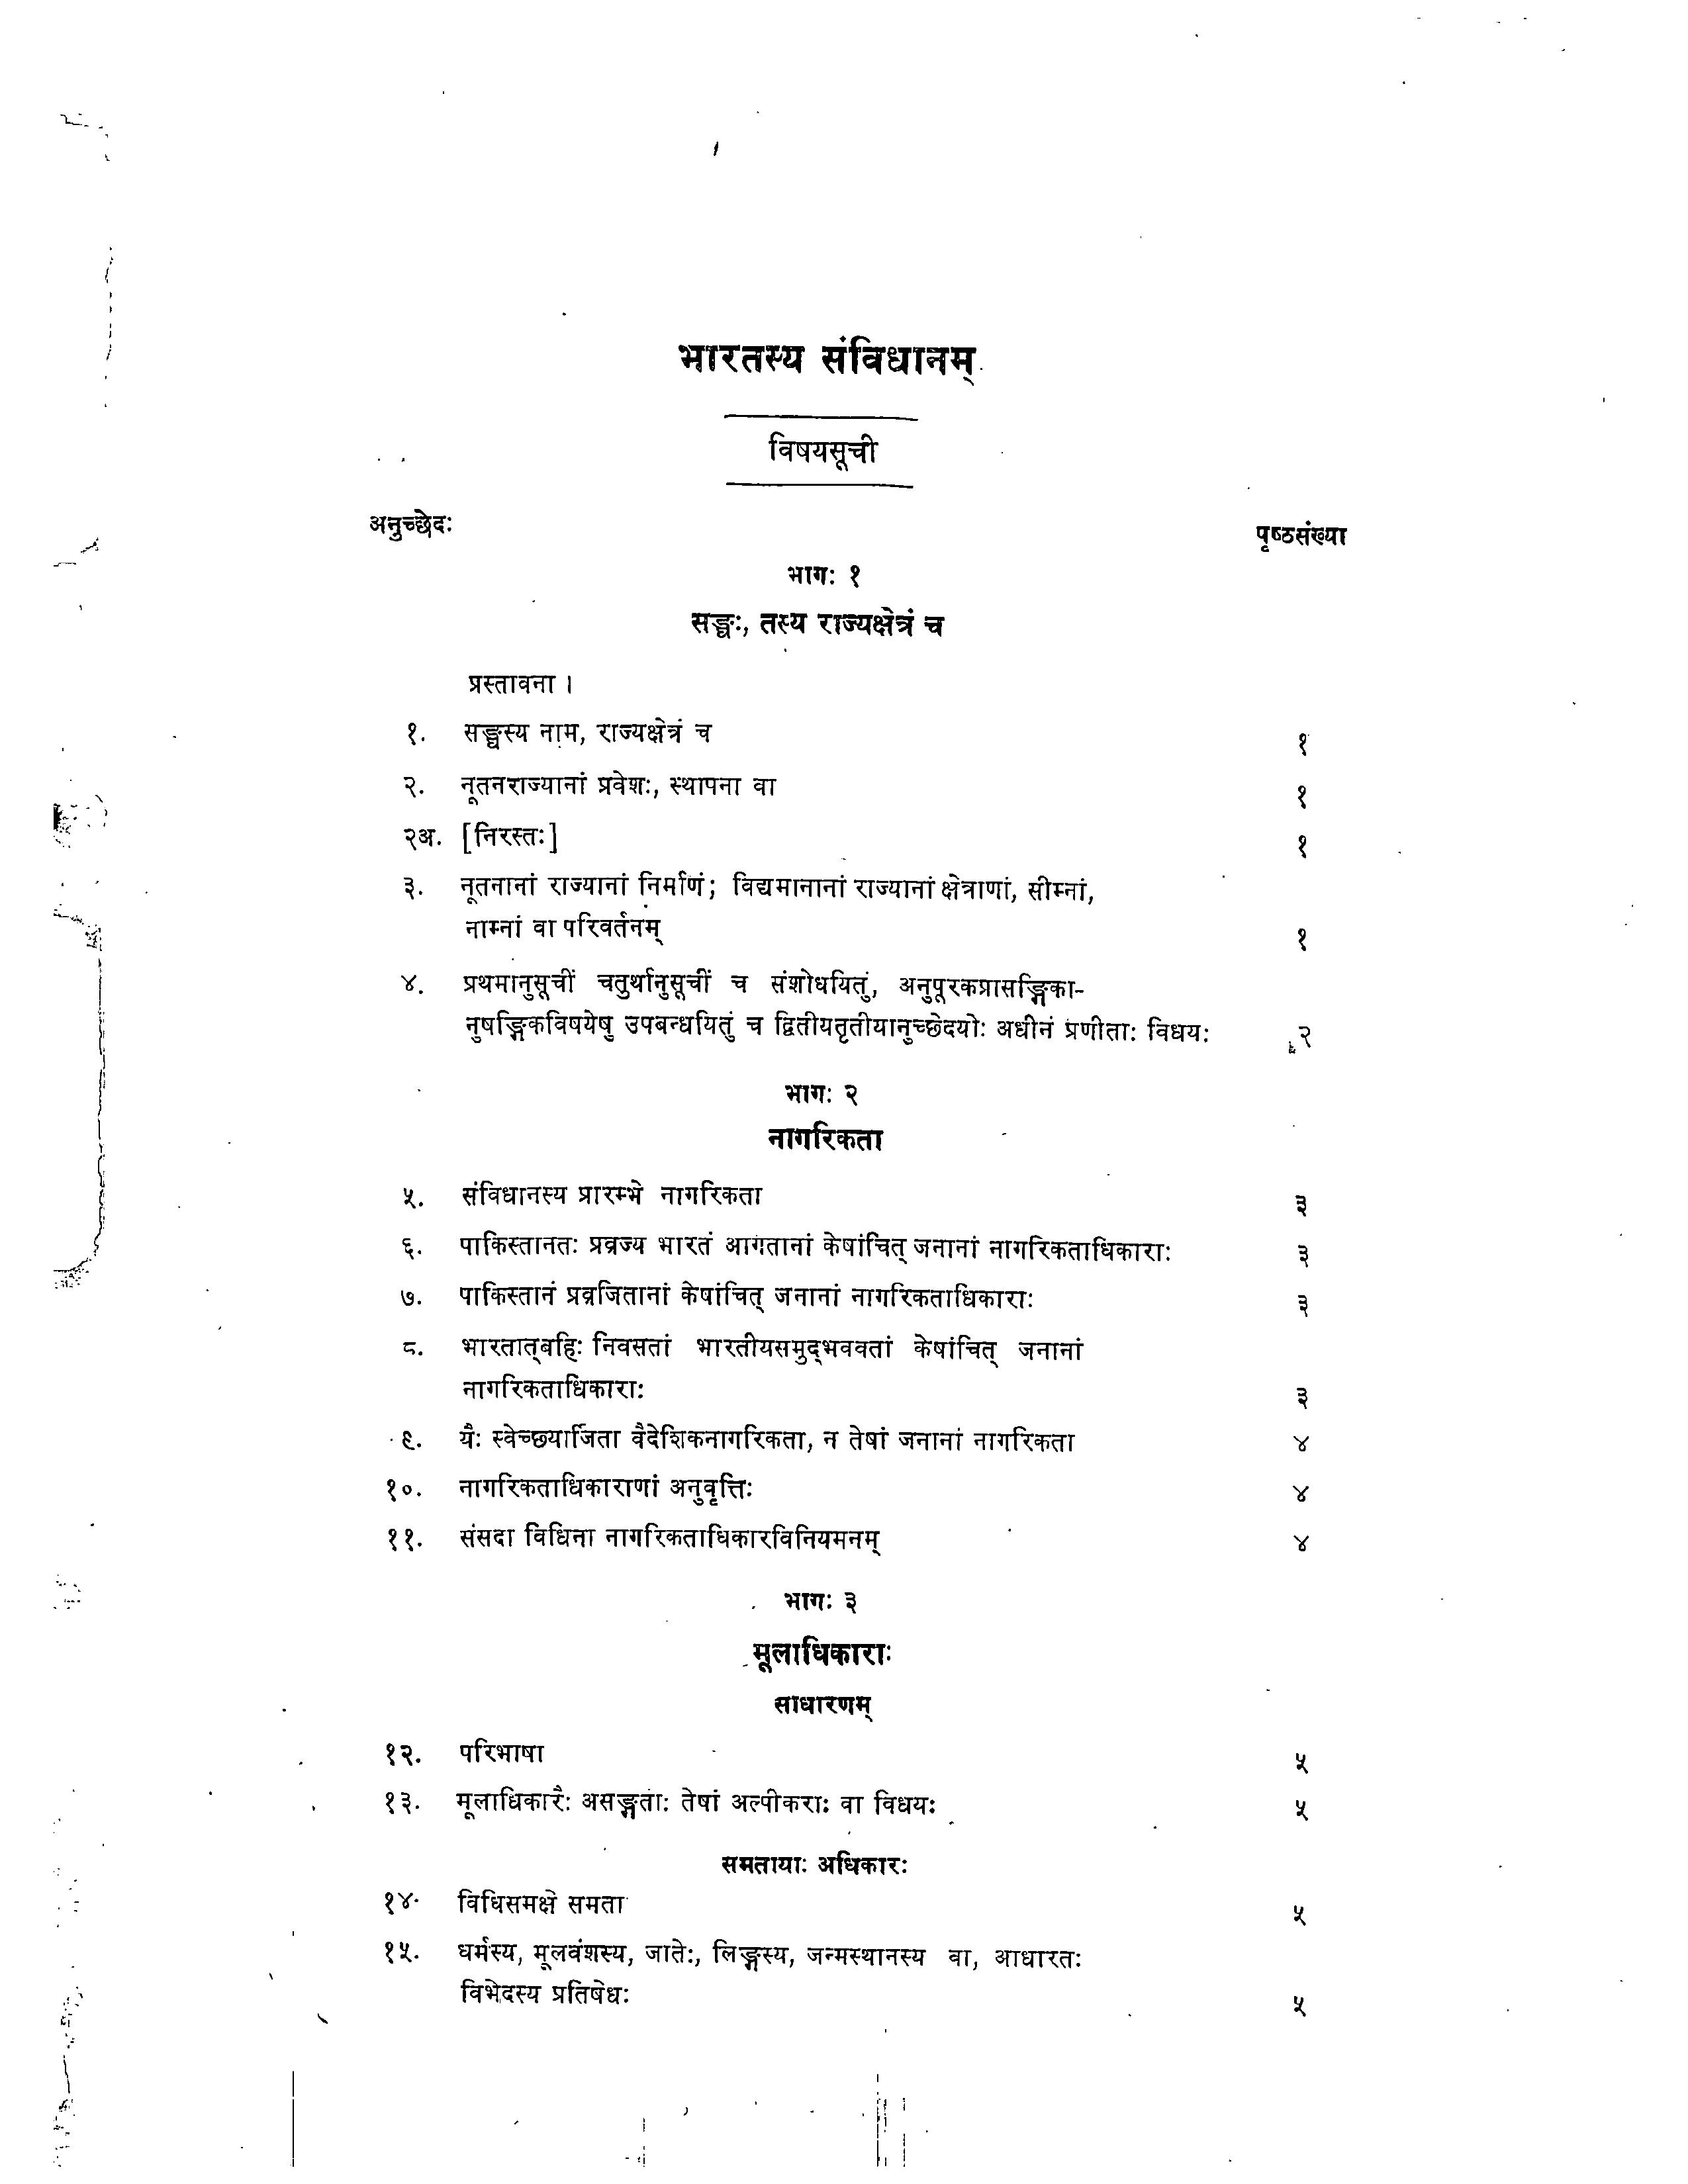 भारतस्य संविधानम्
विषयसूची
अनुच्छेदः पृष्ठसंख्या
भागः १
सङ्घः, तस्य राज्यक्षेत्रं च
प्रस्तावना ।
१. सङ्घस्य नाम, राज्यक्षेत्रं च १
२. नूतनराज्यानां प्रवेशः, स्थापना वा १
२अ. [निरस्तः] १
३. नूतनानां राज्यानां निर्माणं; विद्यमानानां राज्यानां क्षेत्राणां, सीम्नां,
नाम्नां वा परिवर्तनम् १
४. प्रथमानुसूचीं चतुर्थानुसूचीं च संशोधयितुं, अनुपूरकप्रासङ्गिका-
नुषङ्गिकविषयेषु उपबन्धयितुं च द्वितीयतृतीयानुच्छेदयोः अधीनं प्रणीताः विधयः २
भागः २
नागरिकता
५. संविधानस्य प्रारम्भे नागरिकता ३
६. पाकिस्तानतः प्रव्रज्य भारतं आगतानां केषांचित् जनानां नागरिकताधिकाराः ३
७. पाकिस्तानं प्रव्रजितानां केषांचित् जनानां नागरिकताधिकाराः ३
८. भारतात्बहिः निवसतां भारतीयसमुद्भववतां केषांचित् जनानां
नागरिकताधिकाराः ३
९. यैः स्वेच्छयार्जिता वैदेशिकनागरिकता, न तेषां जनानां नागरिकता ४
१०. नागरिकताधिकाराणां अनुवृत्तिः ४
११. संसदा विधिना नागरिकताधिकारविनियमनम् ४
भागः ३
मूलाधिकाराः
साधारणम्
१२. परिभाषा ५
१३. मूलाधिकारैः असङ्गताः तेषां अल्पीकराः वा विधयः ५
समतायाः अधिकारः
१४. विधिसमक्षे समता ५
१५. धर्मस्य, मूलवंशस्य, जातेः, लिङ्गस्य, जन्मस्थानस्य वा, आधारतः
विभेदस्य प्रतिषेधः ५